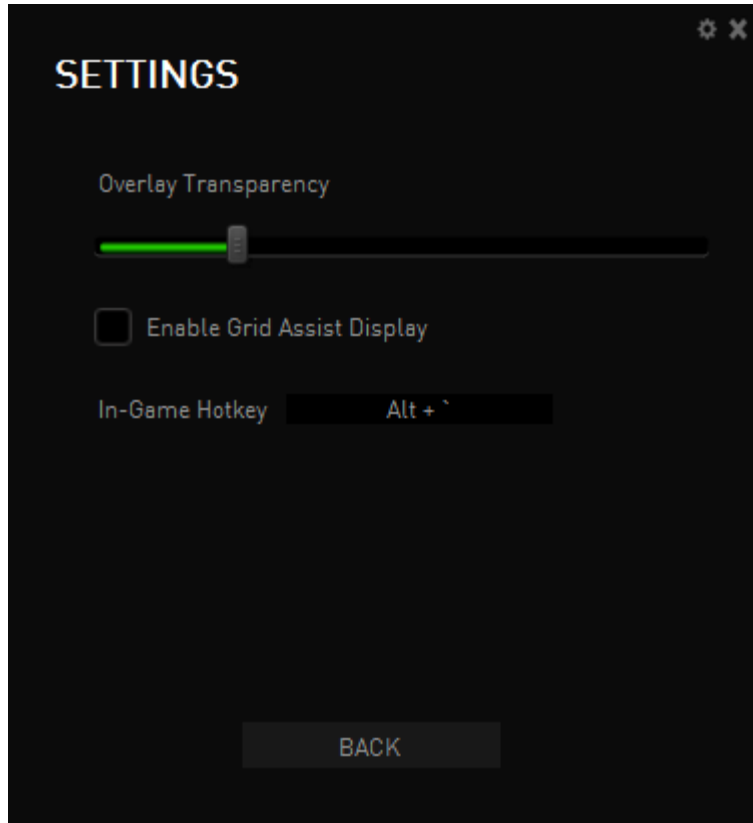 SETTINGS
Overlay Transparency
Enable Grid Assist Display
In-Game Hotkey Alt + `
BACK